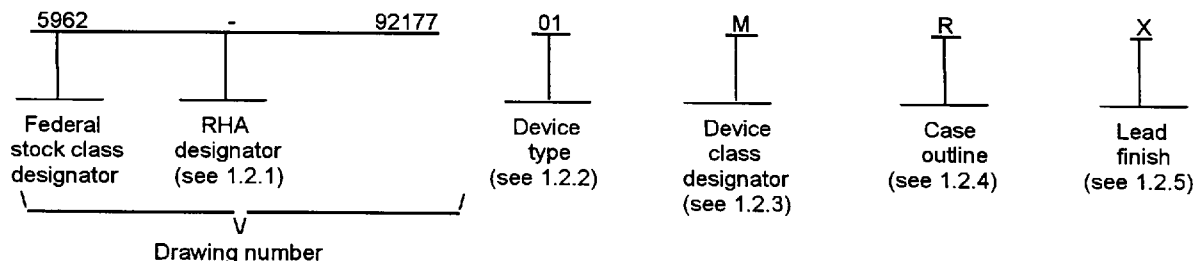 5962 - 92177 01 M R X
Federal stock class designator
RHA designator (see 1.2.1)
Device type (see 1.2.2)
Device class designator (see 1.2.3)
Case outline (see 1.2.4)
Lead finish (see 1.2.5)
Drawing number